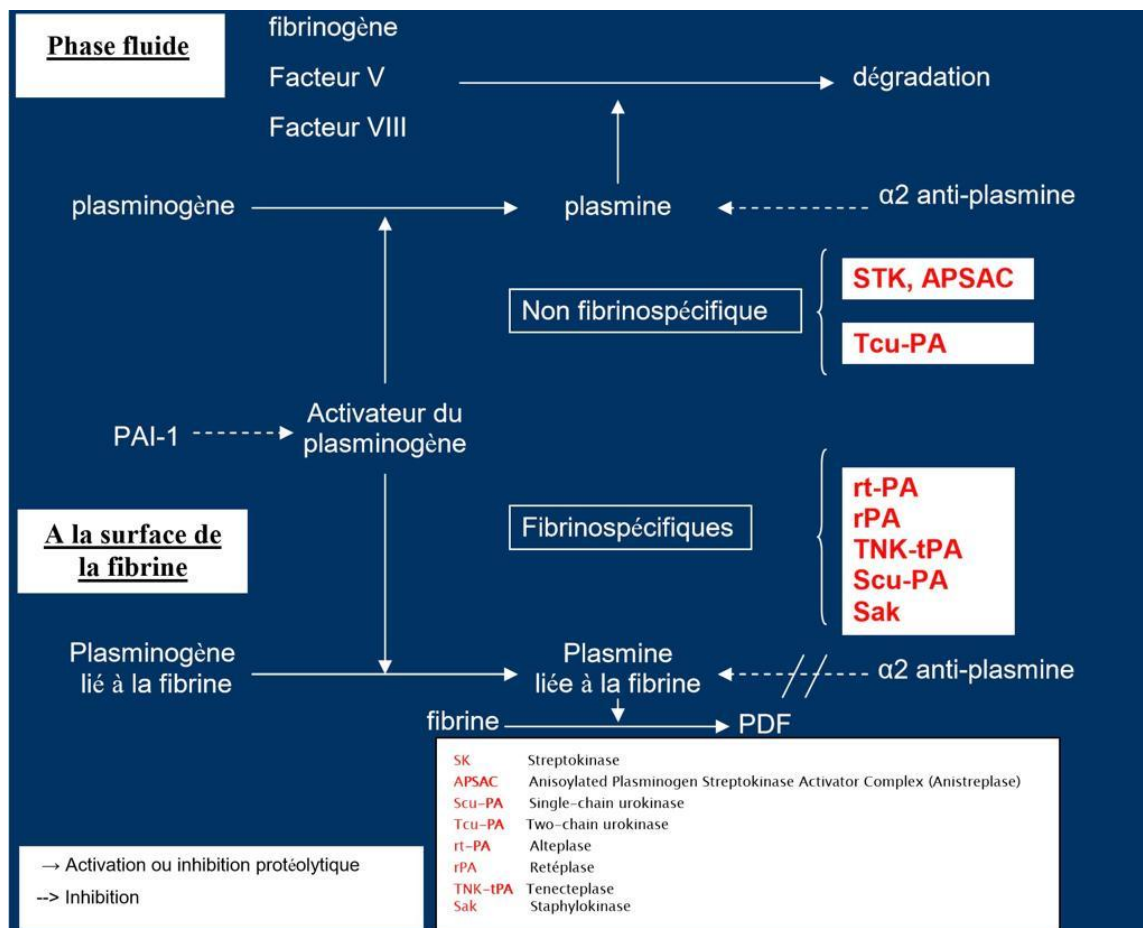 Phase fluide
fibrinogène
Facteur V
Facteur VIII
dégradation
plasminogène
plasmine
α2 anti-plasmine
Non fibrinospécifique
STK, APSAC
Tcu-PA
PAI-1
Activateur du
plasminogène
A la surface de
la fibrine
Fibrinospécifiques
rt-PA
rPA
TNK-tPA
Scu-PA
Sak
Plasminogène
lié à la fibrine
Plasmine
liée à la fibrine
α2 anti-plasmine
fibrine
PDF
SK Streptokinase
APSAC Anisoylated Plasminogen Streptokinase Activator Complex (Anistreplase)
Scu-PA Single-chain urokinase
Tcu-PA Two-chain urokinase
rt-PA Alteplase
rPA Retéplase
TNK-tPA Tenecteplase
Sak Staphylokinase
→ Activation ou inhibition protéolytique
--> Inhibition